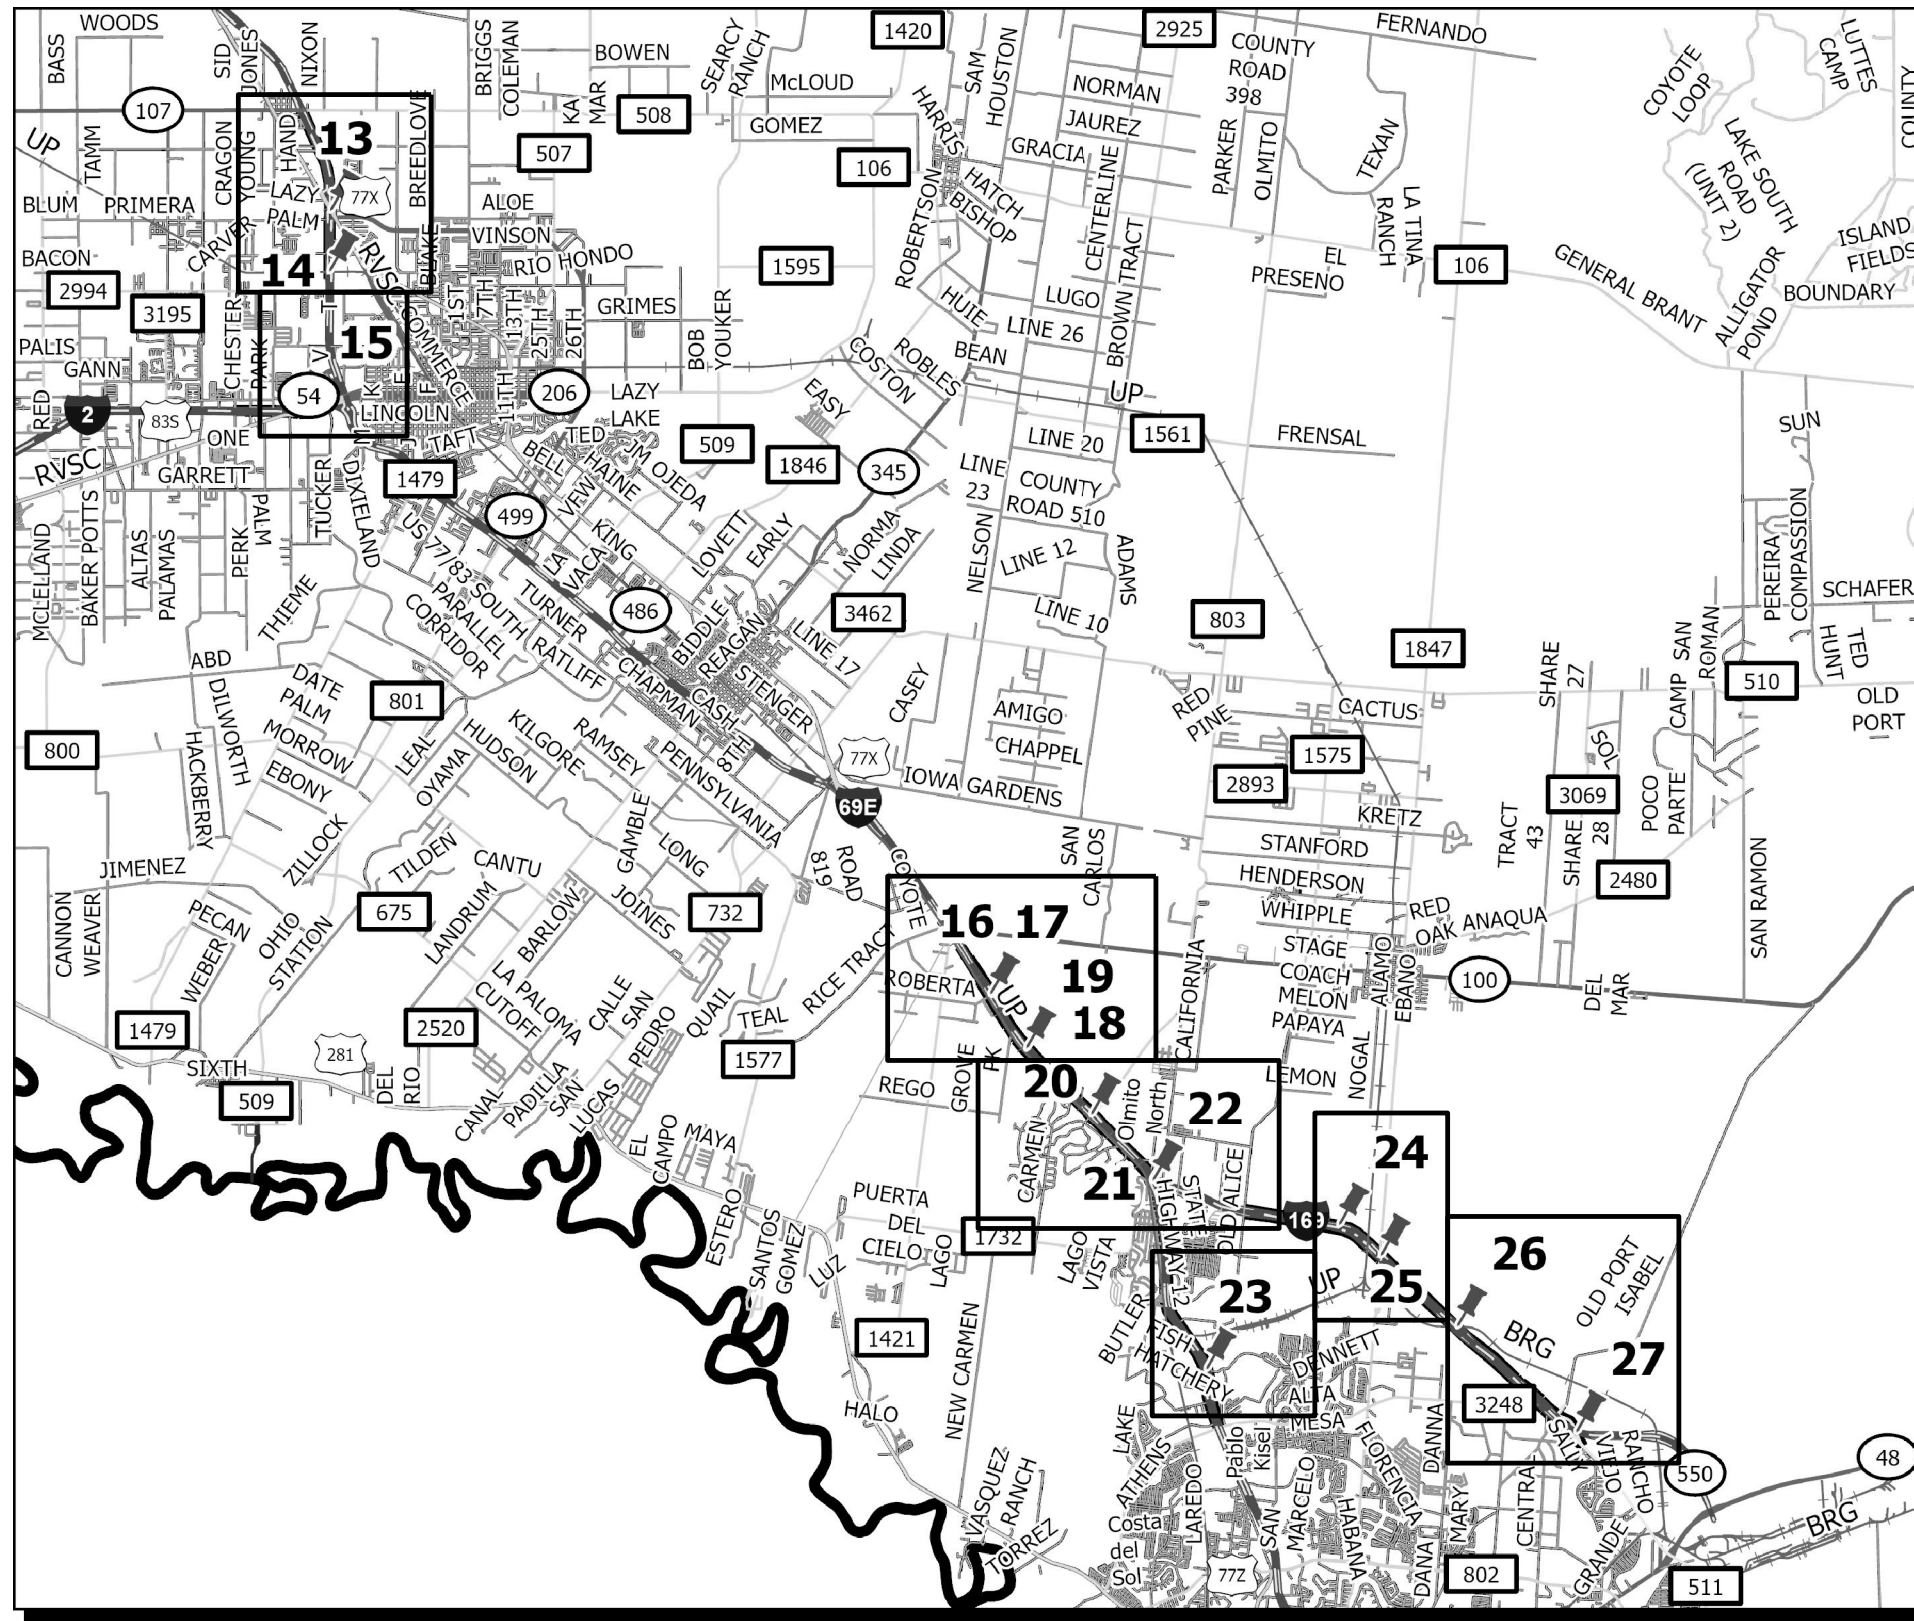 WOODS
BASS
SID
JONES
NIXON
BRIGGS
COLEMAN
BOWEN
KA
MAR
SEARCY
RANCH
McLOUD
GOMEZ
1420
SAM
HOUSTON
2925
COUNTY
ROAD
398
FERNANDO
NORMAN
JAUREZ
GRACIA
COYOTE
LOOP
LUTTES
CAMP
107
508
507
106
UP
TAMM
CRAGON
YOUNG
HAND
13
BREEDLOVE
HARRIS
HATCH
BISHOP
ROBERTSON
CENTERLINE
BROWN TRACT
PARKER
OLMITO
TEXAN
LA TINA
RANCH
LAKE SOUTH
ROAD
(UNIT 2)
BLUM
PRIMERA
LAZY
PALM
77X
ALOE
VINSON
RIO HONDO
CARVER
BACON
2994
3195
14
RVSC
BLAKE
1595
EL
PRESENO
106
GENERAL BRANT
ALLIGATOR
POND
ISLAND
FIELDS
BOUNDARY
CHESTER
PARK
15
COMMERCE
1ST
7TH
13TH
25TH
26TH
GRIMES
BOB
YOUKER
HUIE
LUGO
LINE 26
PALIS
GANN
RED
2
83S
54
LINCOLN
11TH
206
LAZY
LAKE
COSTON
ROBLES
BEAN
EASY
UP
1561
FRENSAL
SUN
ONE
RVSC
GARRETT
TUCKER
DIXIELAND
TAFT
1479
BELL
TED
HAINE
VIEW
JM OJEDA
509
1846
345
LINE 20
LINE
23
COUNTY
ROAD 510
499
McLELLAND
BAKER POTTS
ALTAS
PALAMAS
PERK
PALM
US 77/83 SOUTH
PARALLEL
CORRIDOR
LA
VACA
KING
LOVETT
EARLY
NORMA
LINDA
NELSON
LINE 12
ADAMS
LINE 10
PEREIRA
COMPASSION
SCHAFER
THIEME
TURNER
RATLIFF
486
BIDDLE
REAGAN
3462
LINE 17
803
1847
SHARE
27
CAMP SAN
ROMAN
510
TED
HUNT
OLD
PORT
ABD
DILWORTH
DATE
PALM
801
CHAPMAN
CASH
STENGER
CASEY
AMIGO
CHAPPEL
RED
PINE
CACTUS
1575
2893
SOL
3069
800
HACKBERRY
MORROW
EBONY
LEAL
OYAMA
HUDSON
KILGORE
RAMSEY
8TH
PENNSYLVANIA
77X
69E
IOWA GARDENS
KRETZ
POCO
PARTE
ZILLOCK
TILDEN
CANTU
GAMBLE
LONG
ROAD
819
COYOTE
SAN
CARLOS
STANFORD
HENDERSON
WHIPPLE
TRACT
43
SHARE
28
2480
SAN RAMON
JIMENEZ
CANNON
WEAVER
PECAN
WEBER
OHIO
STATION
675
LANDRUM
BARLOW
JOINES
732
RICE TRACT
16
17
RED
OAK
ANAQUA
STAGE
COACH
MELON
PAPAYA
ALAMO
EBANO
100
DEL
MAR
LA PALOMA
CUTOFF
CALLE
SAN
PEDRO
QUAIL
TEAL
ROBERTA
UP
19
18
CALIFORNIA
1479
SIXTH
281
2520
1577
509
DEL
RIO
CANAL
PADILLA
SAN
LUCAS
REGO
GROVE
PK
20
Olmito
North
22
LEMON
NOGAL
EL
CAMPO
MAYA
CARMEN
21
HIGHWAY 12
STATE
OLD ALICE
169
24
ESTERO
SANTOS
GOMEZ
LUZ
PUERTA
DEL
CIELO
LAGO
1732
LAGO
VISTA
23
UP
25
26
OLD PORT
ISABEL
BRG
27
1421
BUTLER
FISH
HATCHERY
DENNETT
ALTA
MESA
3248
NEW CARMEN
HALO
LAKE
ATHENS
Pablo
Kisel
LAREDO
SAN
MARCELO
FLORENCIA
HABANA
DANNA
DANA
MARY
CENTRAL
SALLY
VIEJO
RANCHO
GRANDE
550
48
BRG
VASQUEZ
RANCH
TORREZ
Costa
del
Sol
77Z
802
511